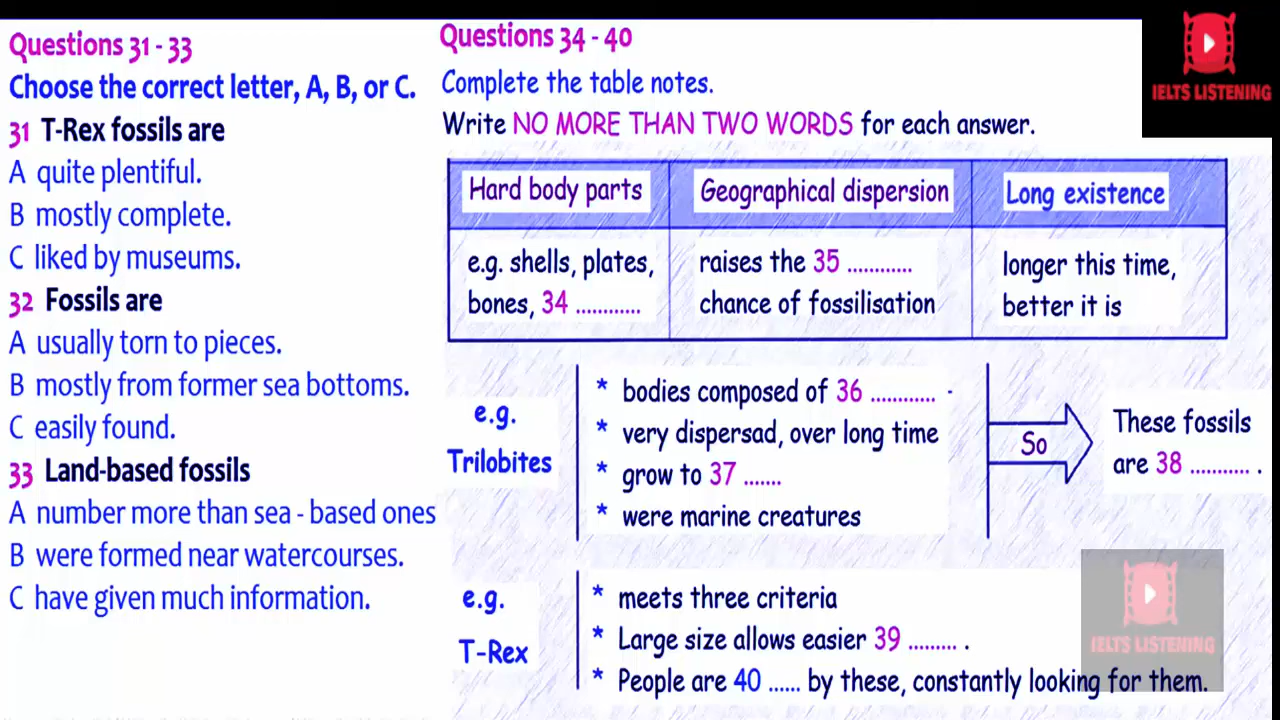 Questions 31 - 33
Choose the correct letter, A, B, or C.
31 T-Rex fossils are
A quite plentiful.
B mostly complete.
C liked by museums.
32 Fossils are
A usually torn to pieces.
B mostly from former sea bottoms.
C easily found.
33 Land-based fossils
A number more than sea - based ones
B were formed near watercourses.
C have given much information.
Questions 34 - 40
Complete the table notes.
Write NO MORE THAN TWO WORDS for each answer.
Hard body parts
e.g. shells, plates,
bones, 34 ............
Geographical dispersion
raises the 35 ............
chance of fossilisation
Long existence
longer this time,
better it is
e.g.
Trilobites
* bodies composed of 36 ............ -
* very dispersad, over long time
* grow to 37 .......
* were marine creatures
So
These fossils
are 38 ........... .
e.g.
T-Rex
* meets three criteria
* Large size allows easier 39 ......... .
* People are 40 ...... by these, constantly looking for them.
IELTS LISTENING
IELTS LISTENING